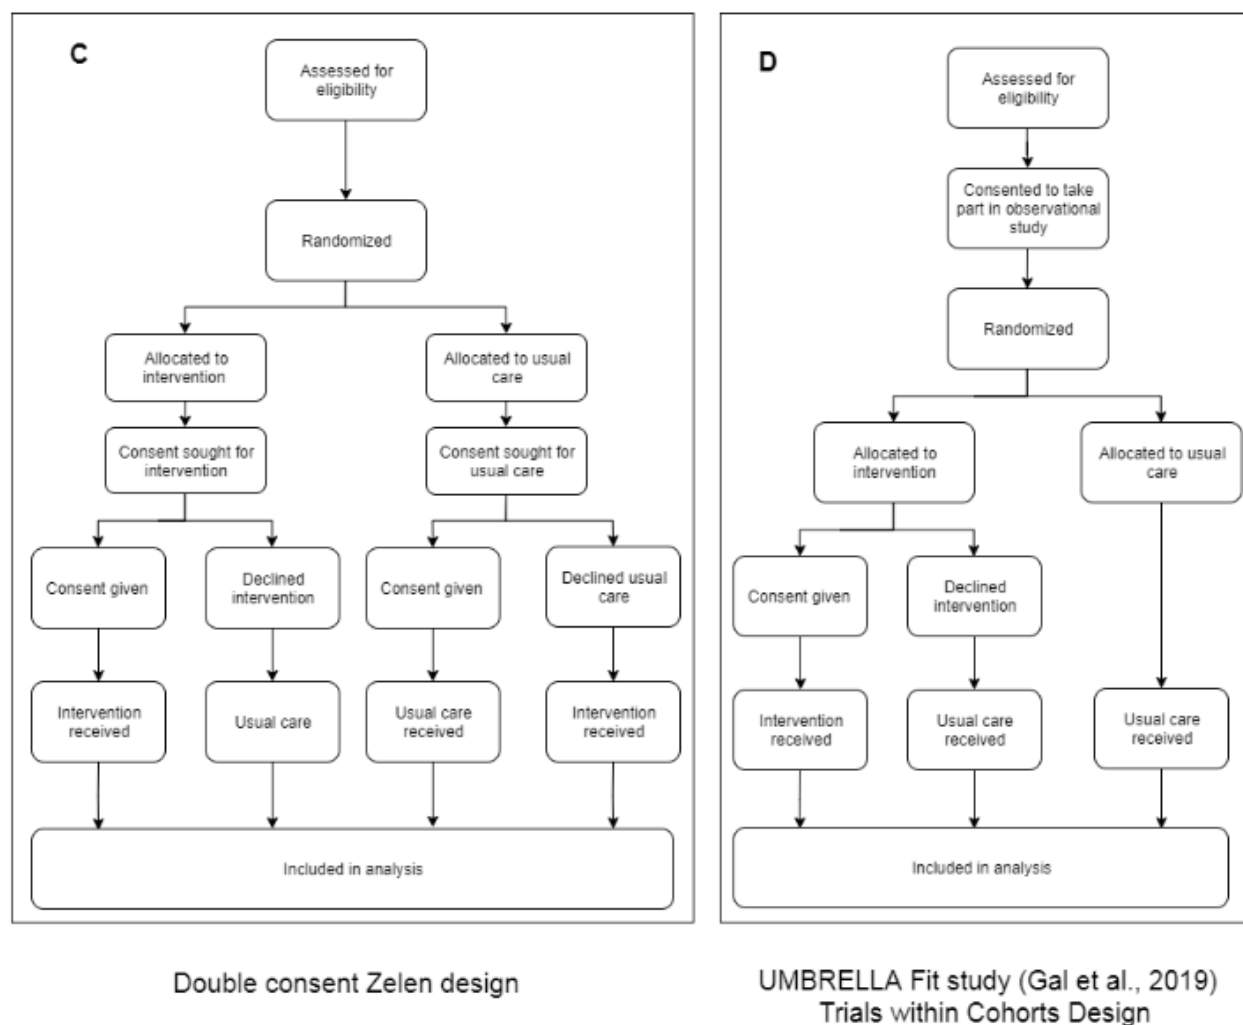 C
Assessed for
eligibility
Randomized
Allocated to
intervention
Allocated to usual
care
Consent sought for
intervention
Consent sought for
usual care
Consent given
Declined
intervention
Consent given
Declined usual
care
Intervention
received
Usual care
Usual care
received
Intervention
received
Included in analysis
Double consent Zelen design
D
Assessed for
eligibility
Consented to take
part in observational
study
Randomized
Allocated to
intervention
Allocated to usual
care
Consent given
Declined
intervention
Intervention
received
Usual care
received
Usual care
received
Included in analysis
UMBRELLA Fit study (Gal et al., 2019)
Trials within Cohorts Design